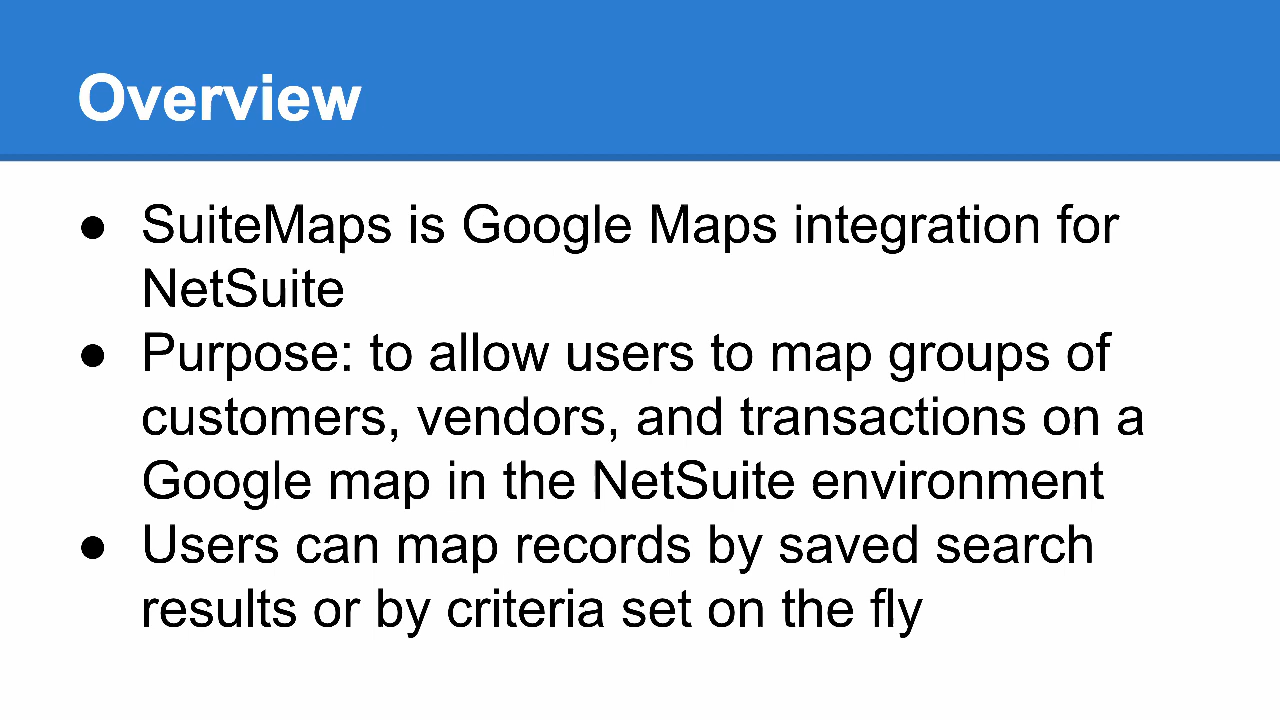 Overview
● SuiteMaps is Google Maps integration for
NetSuite
● Purpose: to allow users to map groups of
customers, vendors, and transactions on a
Google map in the NetSuite environment
● Users can map records by saved search
results or by criteria set on the fly